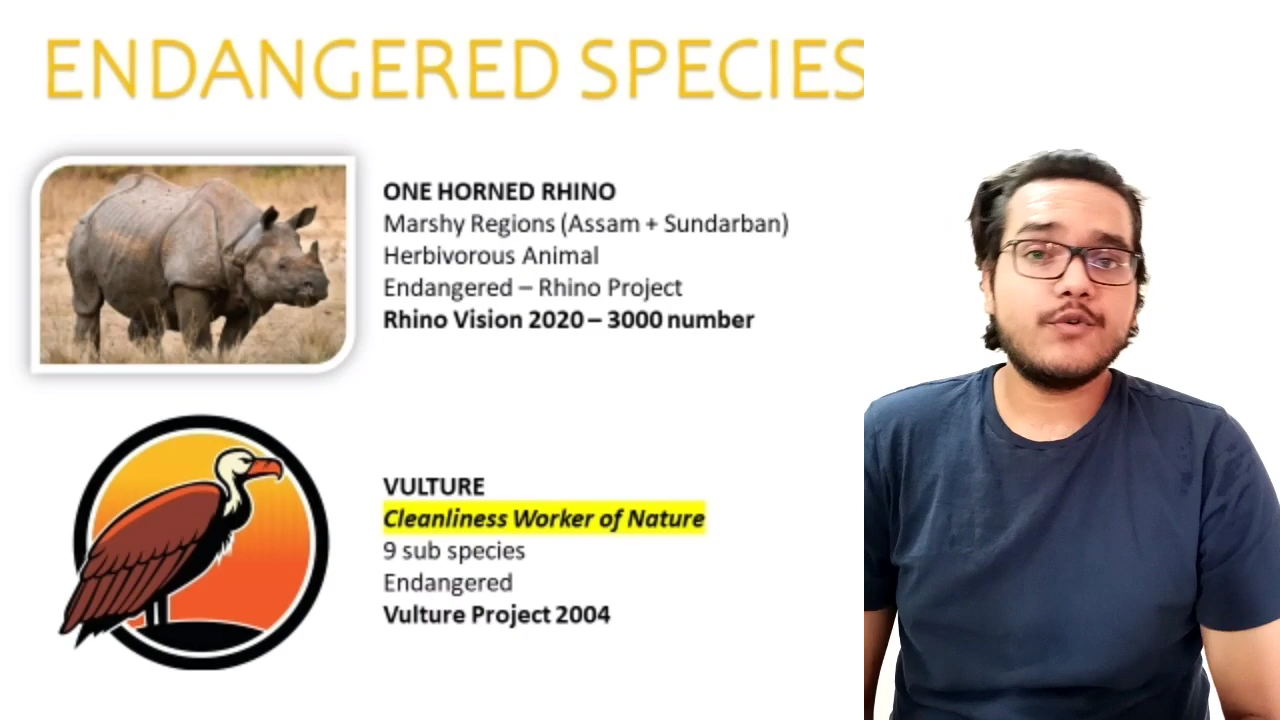 ENDANGERED SPECIES
ONE HORNED RHINO
Marshy Regions (Assam + Sundarban)
Herbivorous Animal
Endangered – Rhino Project
Rhino Vision 2020 – 3000 number
VULTURE
Cleanliness Worker of Nature
9 sub species
Endangered
Vulture Project 2004